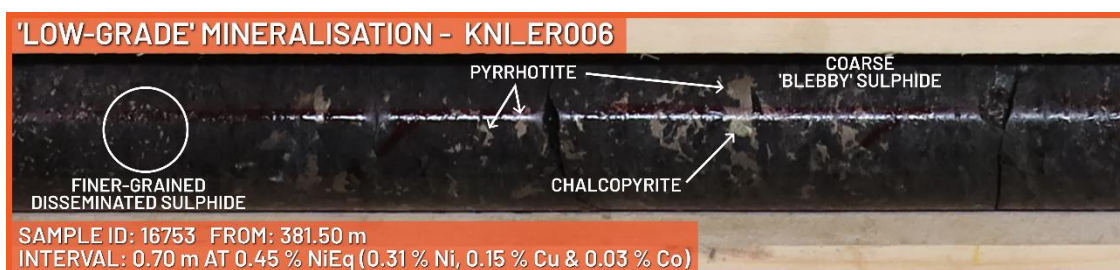 'LOW-GRADE' MINERALISATION - KNI_ER006
PYRRHOTITE
COARSE
'BLEBBY' SULPHIDE
FINER-GRAINED
DISSEMINATED SULPHIDE
CHALCOPYRITE
SAMPLE ID: 16753 FROM: 381.50 m
INTERVAL: 0.70 m AT 0.45 % NiEq (0.31 % Ni, 0.15 % Cu & 0.03 % Co)